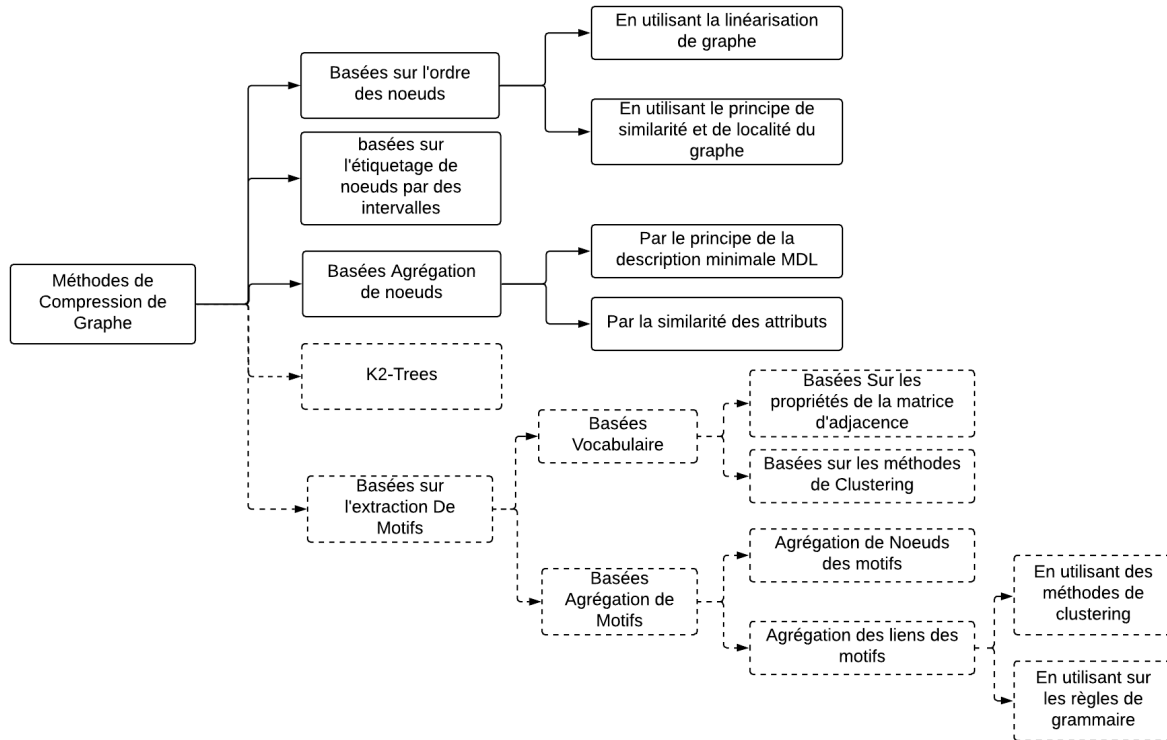 En utilisant la linéarisation
de graphe
Basées sur l'ordre
des noeuds
En utilisant le principe de
similarité et de localité du
graphe
basées sur
l'étiquetage de
noeuds par des
intervalles
Par le principe de la
description minimale MDL
Basées Agrégation
de noeuds
Méthodes de
Compression de
Graphe
Par la similarité des attributs
K2-Trees
Basées Sur les
propriétés de la matrice
d'adjacence
Basées
Vocabulaire
Basées sur les méthodes
de Clustering
Basées sur
l'extraction De
Motifs
Agrégation de Noeuds
des motifs
Basées
Agrégation de
Motifs
En utilisant des
méthodes de
clustering
Agrégation des liens des
motifs
En utilisant sur
les règles de
grammaire